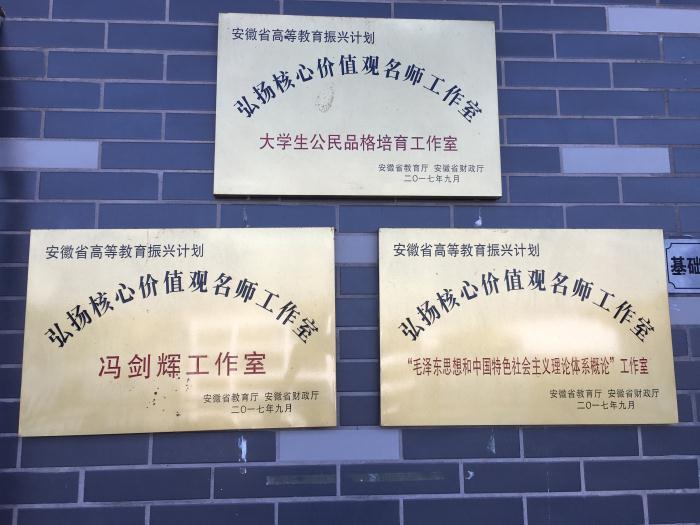 安徽省高等教育振兴计划
弘扬核心价值观名师工作室
大学生公民品格培育工作室
安徽省教育厅 安徽省财政厅
二〇一七年九月
安徽省高等教育振兴计划
弘扬核心价值观名师工作室
冯剑辉工作室
安徽省教育厅 安徽省财政厅
二〇一七年九月
安徽省高等教育振兴计划
弘扬核心价值观名师工作室
“毛泽东思想和中国特色社会主义理论体系概论”工作室
安徽省教育厅 安徽省财政厅
二〇一七年九月
基础